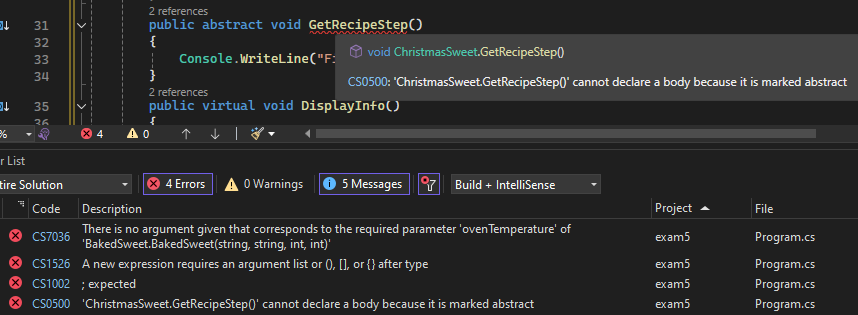 2 references
31 public abstract void GetRecipeStep()
32 {
void ChristmasSweet.GetRecipeStep()
33 Console.WriteLine("Fi
CS0500: 'ChristmasSweet.GetRecipeStep()' cannot declare a body because it is marked abstract
34 }
2 references
35 public virtual void DisplayInfo()
36 {
% 4 0
er List
tire Solution 4 Errors 0 Warnings 5 Messages Build + IntelliSense
Code Description Project File
CS7036 There is no argument given that corresponds to the required parameter 'ovenTemperature' of
'BakedSweet.BakedSweet(string, string, int, int)' exam5 Program.cs
CS1526 A new expression requires an argument list or (), [], or {} after type exam5 Program.cs
CS1002 ; expected exam5 Program.cs
CS0500 'ChristmasSweet.GetRecipeStep()' cannot declare a body because it is marked abstract exam5 Program.cs